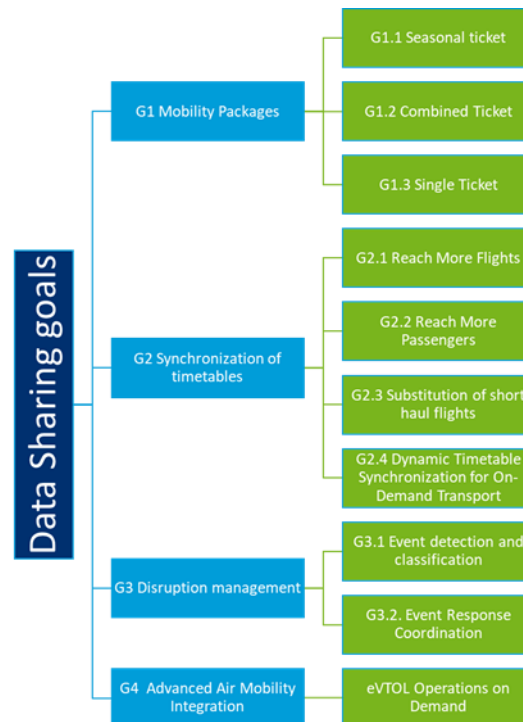 Data Sharing goals
G1 Mobility Packages
G1.1 Seasonal ticket
G1.2 Combined Ticket
G1.3 Single Ticket
G2 Synchronization of
timetables
G2.1 Reach More Flights
G2.2 Reach More
Passengers
G2.3 Substitution of short
haul flights
G2.4 Dynamic Timetable
Synchronization for On-
Demand Transport
G3 Disruption management
G3.1 Event detection and
classification
G3.2. Event Response
Coordination
G4 Advanced Air Mobility
Integration
eVTOL Operations on
Demand